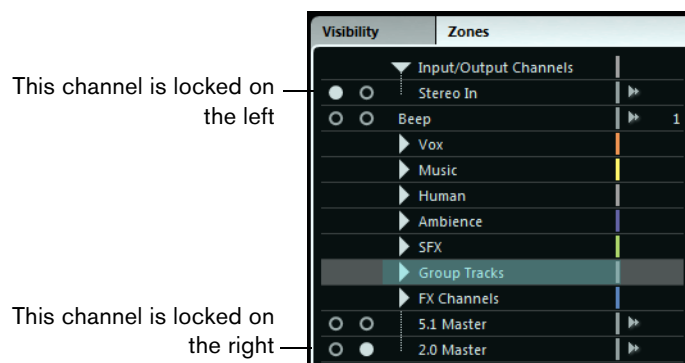 Visibility Zones
Input/Output Channels
This channel is locked on
the left
Stereo In
Beep 1
Vox
Music
Human
Ambience
SFX
Group Tracks
FX Channels
This channel is locked on
the right
5.1 Master
2.0 Master